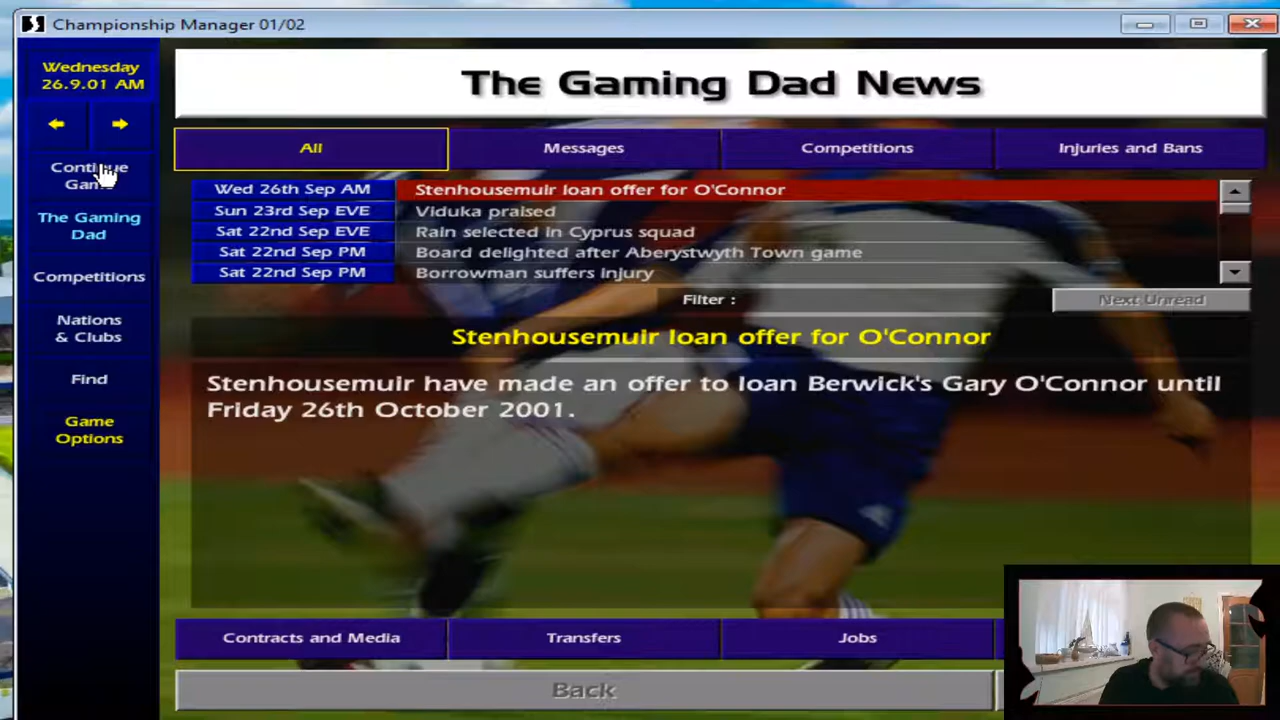 Championship Manager 01/02
Wednesday
26.9.01 AM
Continue
Game
The Gaming
Dad
Competitions
Nations
& Clubs
Find
Game
Options
The Gaming Dad News
All
Messages
Competitions
Injuries and Bans
Wed 26th Sep AM Stenhousemuir loan offer for O'Connor
Sun 23rd Sep EVE Viduka praised
Sat 22nd Sep EVE Rain selected in Cyprus squad
Sat 22nd Sep PM Board delighted after Aberystwyth Town game
Sat 22nd Sep PM Borrowman suffers injury
Filter :
Next Unread
Stenhousemuir loan offer for O'Connor
Stenhousemuir have made an offer to loan Berwick's Gary O'Connor until
Friday 26th October 2001.
Contracts and Media
Transfers
Jobs
Back